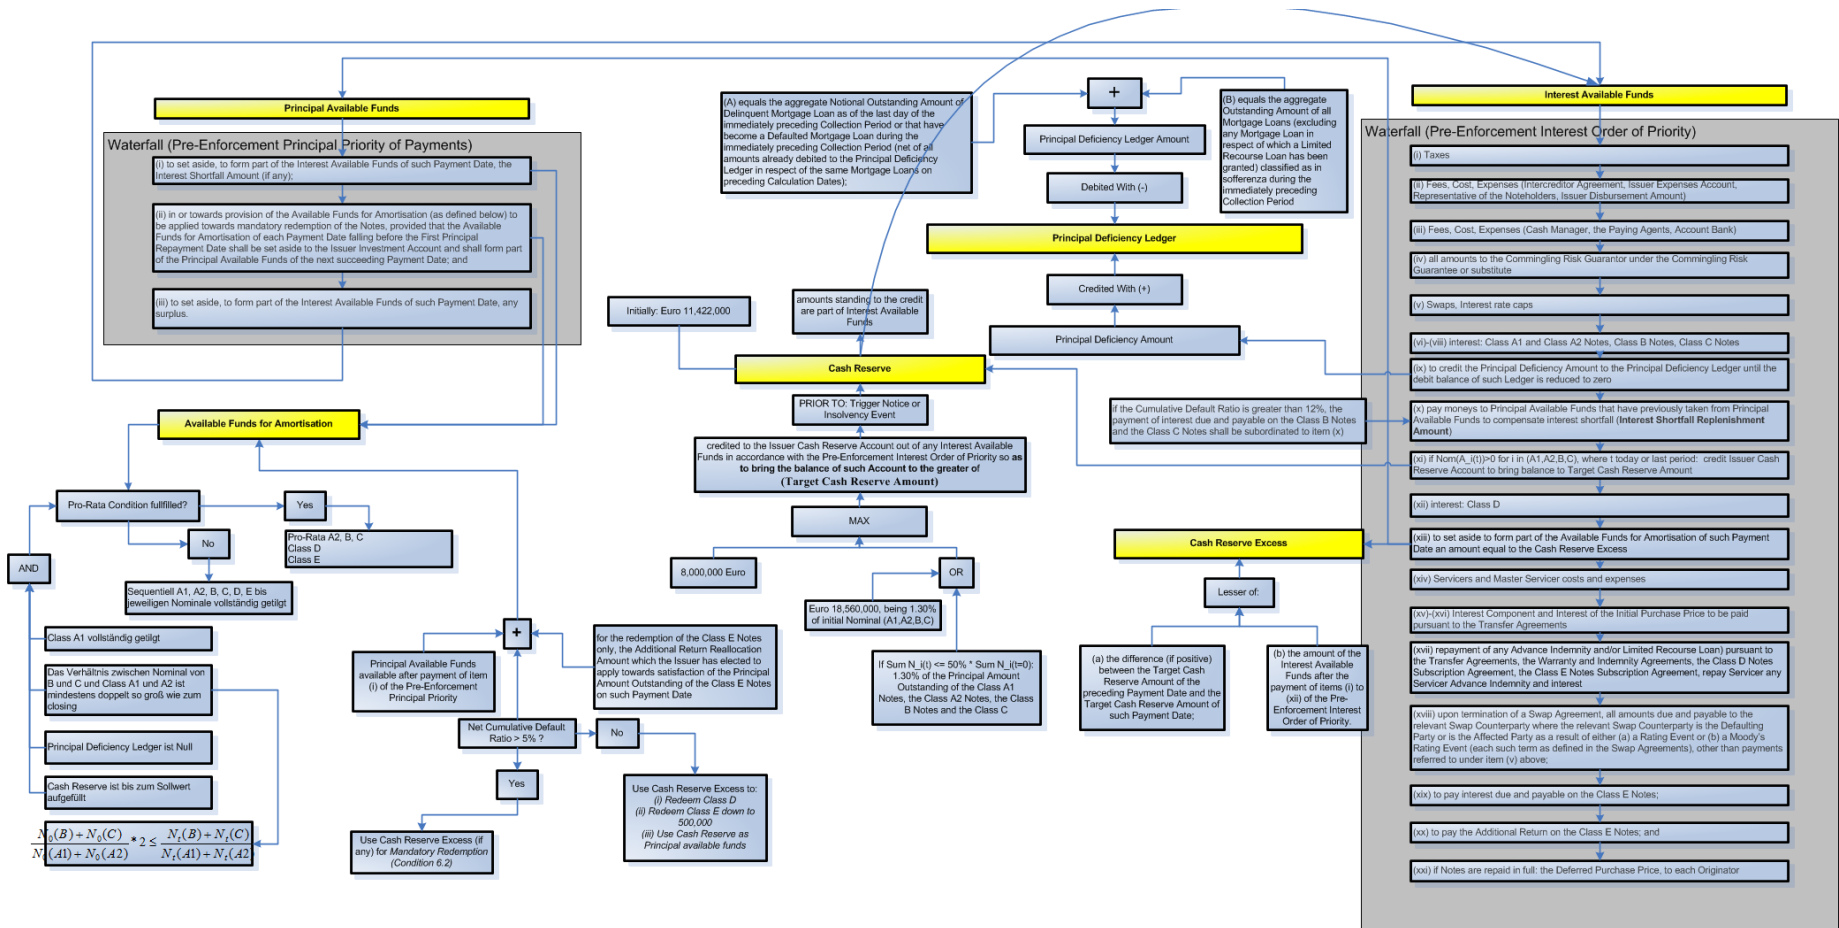 Principal Available Funds
Waterfall (Pre-Enforcement Principal Priority of Payments)
(i) to set aside, to form part of the Interest Available Funds of such Payment Date, the
Interest Shortfall Amount (if any);
(ii) in or towards provision of the Available Funds for Amortisation (as defined below) to
be applied towards mandatory redemption of the Notes, provided that the Available
Funds for Amortisation of each Payment Date falling before the First Principal
Repayment Date shall be set aside to the Issuer Investment Account and shall form part
of the Principal Available Funds of the next succeeding Payment Date; and
(iii) to set aside, to form part of the Interest Available Funds of such Payment Date, any
surplus.
Available Funds for Amortisation
Pro-Rata Condition fullfilled?
Yes
No
Pro-Rata A2, B, C
Class D
Class E
AND
Sequentiell A1, A2, B, C, D, E bis
jeweiligen Nominale vollständig getilgt
Class A1 vollständig getilgt
Das Verhältnis zwischen Nominal von
B und C und Class A1 und A2 ist
mindestens doppelt so groß wie zum
closing
Principal Deficiency Ledger ist Null
Cash Reserve ist bis zum Sollwert
aufgefüllt
N₀(B) + N₀(C) / N₀(A1) + N₀(A2) * 2 ≤ Nₜ(B) + Nₜ(C) / Nₜ(A1) + Nₜ(A2)
+
Principal Available Funds
available after payment of item
(i) of the Pre-Enforcement
Principal Priority
for the redemption of the Class E Notes
only, the Additional Return Reallocation
Amount which the Issuer has elected to
apply towards satisfaction of the Principal
Amount Outstanding of the Class E Notes
on such Payment Date
Net Cumulative Default
Ratio > 5% ?
No
Yes
Use Cash Reserve Excess (if
any) for Mandatory Redemption
(Condition 6.2)
Use Cash Reserve Excess to:
(i) Redeem Class D
(ii) Redeem Class E down to
500,000
(iii) Use Cash Reserve as
Principal available funds
(A) equals the aggregate Notional Outstanding Amount of
Delinquent Mortgage Loan as of the last day of the
immediately preceding Collection Period or that have
become a Defaulted Mortgage Loan during the
immediately preceding Collection Period (net of all
amounts already debited to the Principal Deficiency
Ledger in respect of the same Mortgage Loans on
preceding Calculation Dates);
+
(B) equals the aggregate
Outstanding Amount of all
Mortgage Loans (excluding
any Mortgage Loan in
respect of which a Limited
Recourse Loan has been
granted) classified as in
sofferenza during the
immediately preceding
Collection Period
Principal Deficiency Ledger Amount
Debited With (-)
Principal Deficiency Ledger
Credited With (+)
Principal Deficiency Amount
Initially: Euro 11,422,000
amounts standing to the credit
are part of Interest Available
Funds
Cash Reserve
PRIOR TO: Trigger Notice or
Insolvency Event
credited to the Issuer Cash Reserve Account out of any Interest Available
Funds in accordance with the Pre-Enforcement Interest Order of Priority so as
to bring the balance of such Account to the greater of
(Target Cash Reserve Amount)
MAX
8,000,000 Euro
OR
Euro 18,560,000, being 1.30%
of initial Nominal (A1,A2,B,C)
If Sum N_i(t) <= 50% * Sum N_i(t=0):
1.30% of the Principal Amount
Outstanding of the Class A1
Notes, the Class A2 Notes, the Class
B Notes and the Class C
if the Cumulative Default Ratio is greater than 12%, the
payment of interest due and payable on the Class B Notes
and the Class C Notes shall be subordinated to item (x)
Cash Reserve Excess
Lesser of:
(a) the difference (if positive)
between the Target Cash
Reserve Amount of the
preceding Payment Date and the
Target Cash Reserve Amount of
such Payment Date;
(b) the amount of the
Interest Available
Funds after the
payment of items (i) to
(xii) of the Pre-
Enforcement Interest
Order of Priority.
Interest Available Funds
Waterfall (Pre-Enforcement Interest Order of Priority)
(i) Taxes
(ii) Fees, Cost, Expenses (Intercreditor Agreement, Issuer Expenses Account,
Representative of the Noteholders, Issuer Disbursement Amount)
(iii) Fees, Cost, Expenses (Cash Manager, the Paying Agents, Account Bank)
(iv) all amounts to the Commingling Risk Guarantor under the Commingling Risk
Guarantee or substitute
(v) Swaps, Interest rate caps
(vi)-(viii) interest: Class A1 and Class A2 Notes, Class B Notes, Class C Notes
(ix) to credit the Principal Deficiency Amount to the Principal Deficiency Ledger until the
debit balance of such Ledger is reduced to zero
(x) pay moneys to Principal Available Funds that have previously taken from Principal
Available Funds to compensate interest shortfall (Interest Shortfall Replenishment
Amount)
(xi) if Nom(A_i(t))>0 for i in (A1,A2,B,C), where t today or last period: credit Issuer Cash
Reserve Account to bring balance to Target Cash Reserve Amount
(xii) interest: Class D
(xiii) to set aside to form part of the Available Funds for Amortisation of such Payment
Date an amount equal to the Cash Reserve Excess
(xiv) Servicers and Master Servicer costs and expenses
(xv)-(xvi) Interest Component and Interest of the Initial Purchase Price to be paid
pursuant to the Transfer Agreements
(xvii) repayment of any Advance Indemnity and/or Limited Recourse Loan) pursuant to
the Transfer Agreements, the Warranty and Indemnity Agreements, the Class D Notes
Subscription Agreement, the Class E Notes Subscription Agreement, repay Servicer any
Servicer Advance Indemnity and interest
(xviii) upon termination of a Swap Agreement, all amounts due and payable to the
relevant Swap Counterparty where the relevant Swap Counterparty is the Defaulting
Party or is the Affected Party as a result of either (a) a Rating Event or (b) a Moody's
Rating Event (each such term as defined in the Swap Agreements), other than payments
referred to under item (v) above;
(xix) to pay interest due and payable on the Class E Notes;
(xx) to pay the Additional Return on the Class E Notes; and
(xxi) if Notes are repaid in full: the Deferred Purchase Price, to each Originator